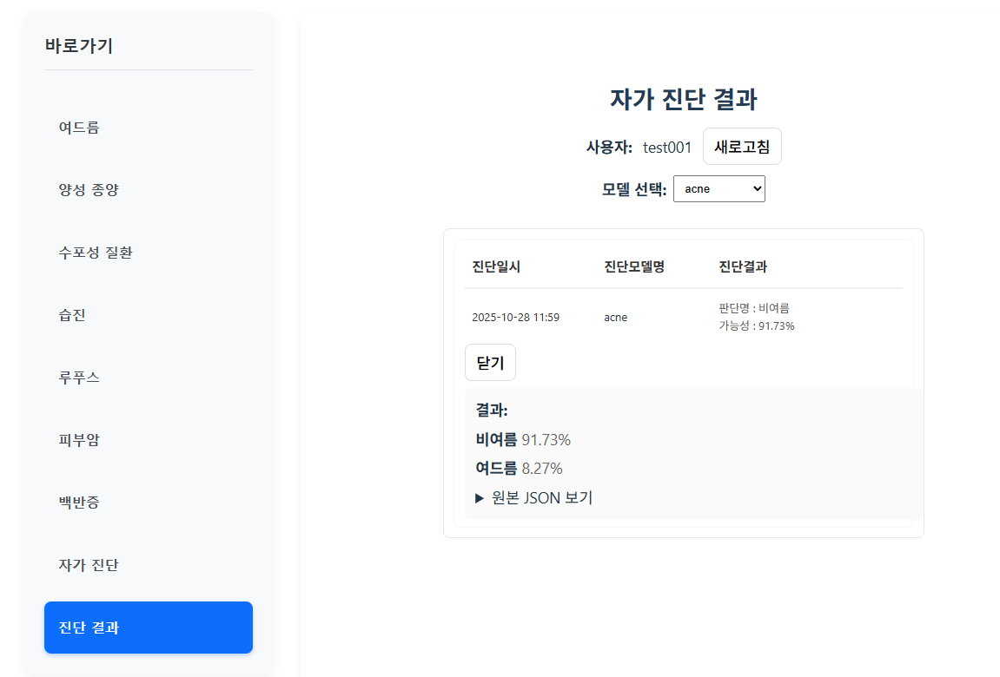 바로가기
여드름
양성 종양
수포성 질환
습진
루푸스
피부암
백반증
자가 진단
진단 결과
자가 진단 결과
사용자: test001 새로고침
모델 선택: acne
진단일시 진단모델명 진단결과
2025-10-28 11:59 acne 판단명 : 비여름
가능성 : 91.73%
닫기
결과:
비여름 91.73%
여드름 8.27%
▶ 원본 JSON 보기